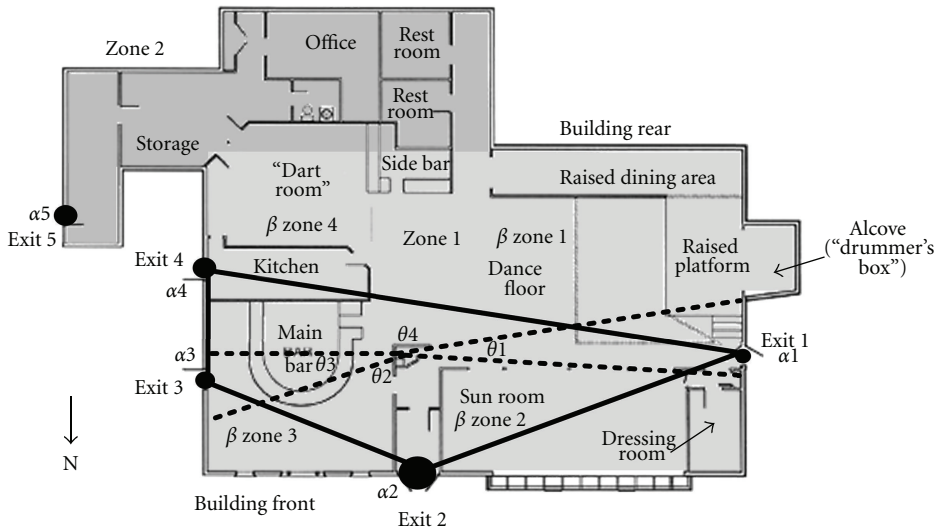 Zone 2
Office
Rest
room
Rest
room
Storage
Side bar
Building rear
Raised dining area
“Dart
room”
β zone 4
Zone 1
β zone 1
Dance
floor
Raised
platform
Alcove
(“drummer’s
box”)
α5
Exit 5
Exit 4
α4
Kitchen
Main
bar
θ3
θ4
θ2
θ1
Exit 1
α1
α3
Exit 3
Sun room
β zone 2
β zone 3
Dressing
room
N
α2
Building front
Exit 2